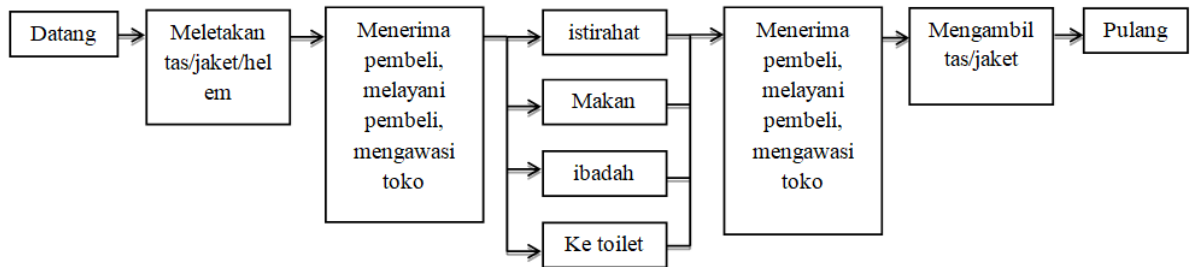 Datang
Meletakan
tas/jaket/hel
em
Menerima
pembeli,
melayani
pembeli,
mengawasi
toko
istirahat
Makan
ibadah
Ke toilet
Menerima
pembeli,
melayani
pembeli,
mengawasi
toko
Mengambil
tas/jaket
Pulang